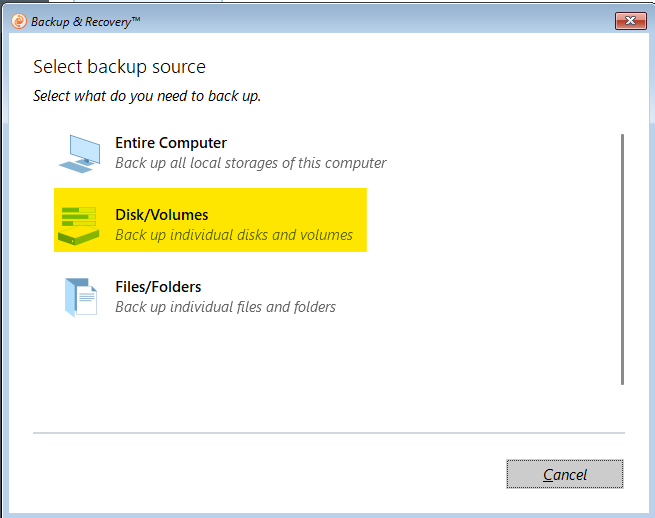 Backup & Recovery™
Select backup source
Select what do you need to back up.
Entire Computer
Back up all local storages of this computer
Disk/Volumes
Back up individual disks and volumes
Files/Folders
Back up individual files and folders
Cancel